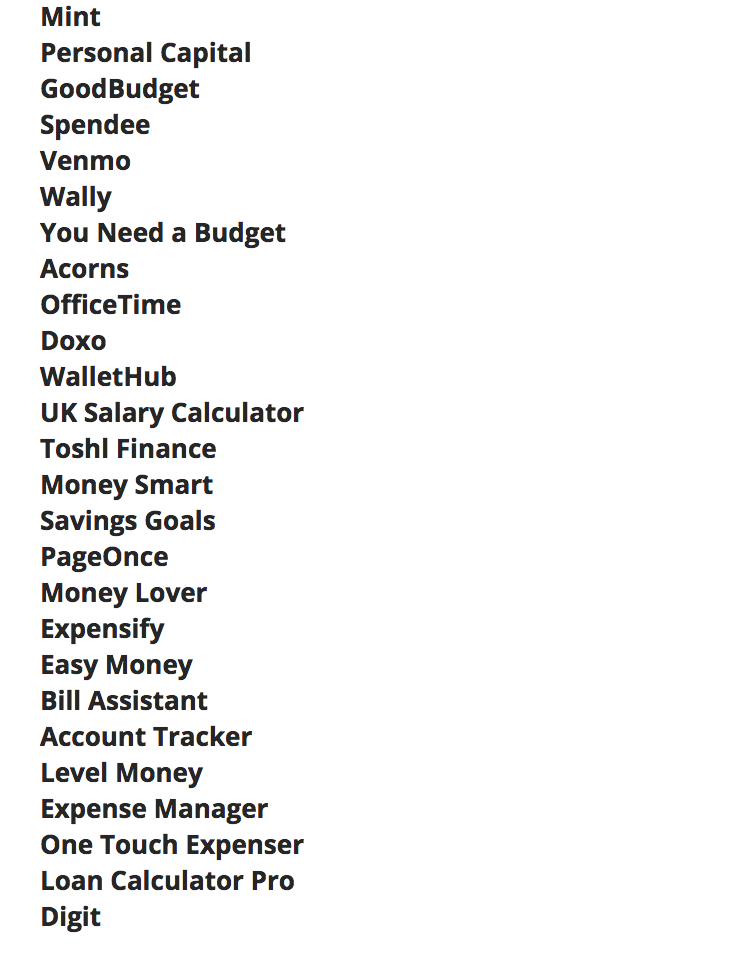 Mint
Personal Capital
GoodBudget
Spendee
Venmo
Wally
You Need a Budget
Acorns
OfficeTime
Doxo
WalletHub
UK Salary Calculator
Toshl Finance
Money Smart
Savings Goals
PageOnce
Money Lover
Expensify
Easy Money
Bill Assistant
Account Tracker
Level Money
Expense Manager
One Touch Expenser
Loan Calculator Pro
Digit